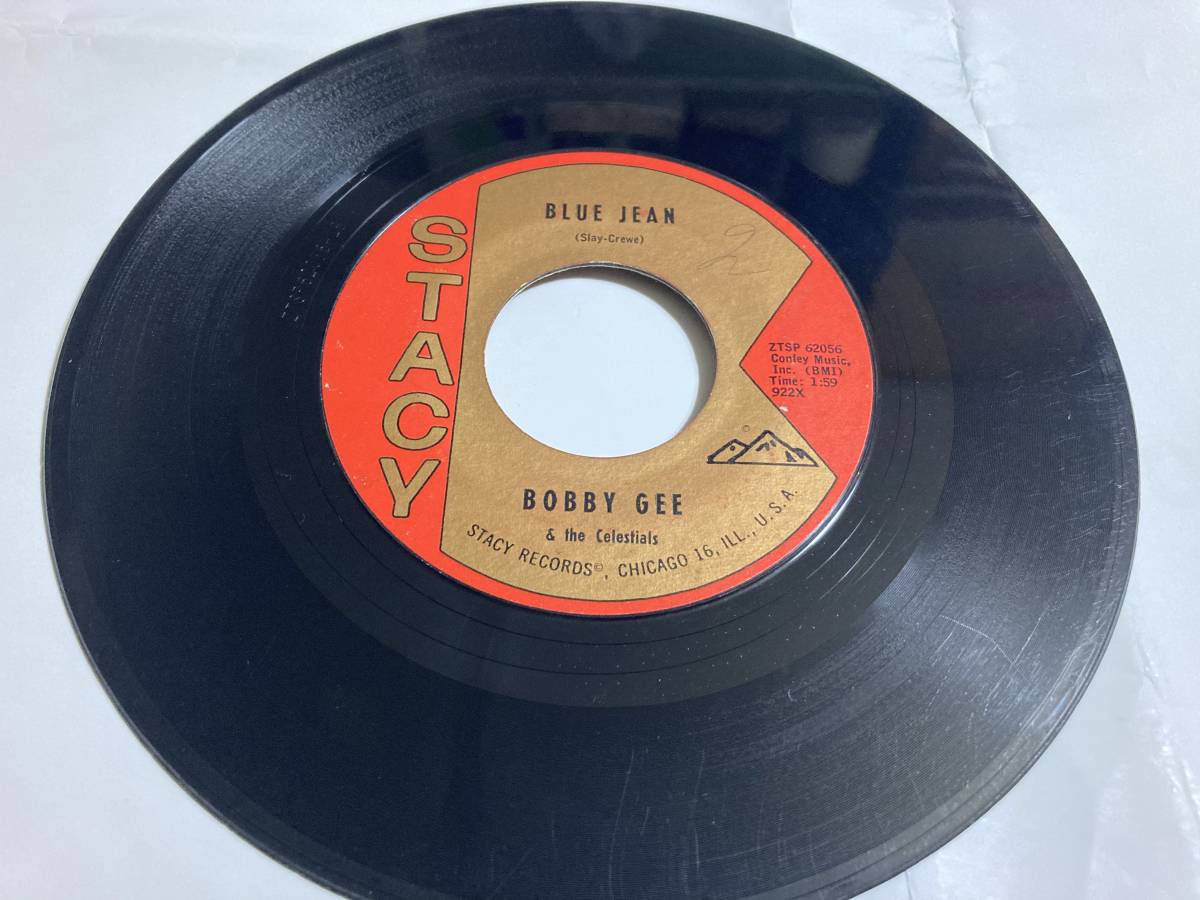 STACY
BLUE JEAN
(Slay-Crewe)
ZTSP 62056
Conley Music,
Inc. (BMI)
Time: 1:59
922X
©
BOBBY GEE
& the Celestials
STACY RECORDS©, CHICAGO 16, ILL., U.S.A.